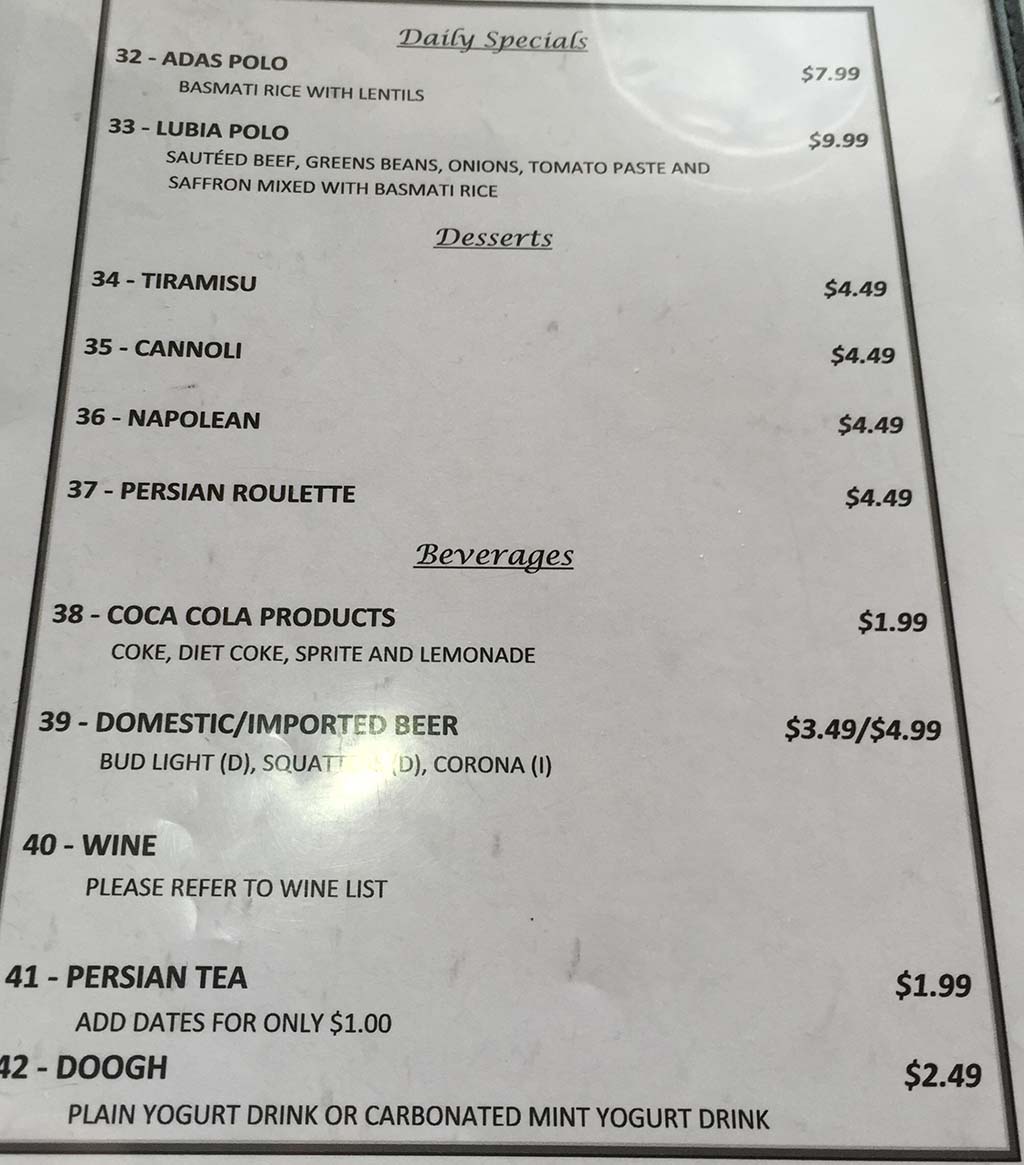 Daily Specials
32 - ADAS POLO $7.99
BASMATI RICE WITH LENTILS
33 - LUBIA POLO $9.99
SAUTÉED BEEF, GREENS BEANS, ONIONS, TOMATO PASTE AND
SAFFRON MIXED WITH BASMATI RICE
Desserts
34 - TIRAMISU $4.49
35 - CANNOLI $4.49
36 - NAPOLEAN $4.49
37 - PERSIAN ROULETTE $4.49
Beverages
38 - COCA COLA PRODUCTS $1.99
COKE, DIET COKE, SPRITE AND LEMONADE
39 - DOMESTIC/IMPORTED BEER $3.49/$4.99
BUD LIGHT (D), SQUATTERS (D), CORONA (I)
40 - WINE
PLEASE REFER TO WINE LIST
41 - PERSIAN TEA $1.99
ADD DATES FOR ONLY $1.00
42 - DOOGH $2.49
PLAIN YOGURT DRINK OR CARBONATED MINT YOGURT DRINK